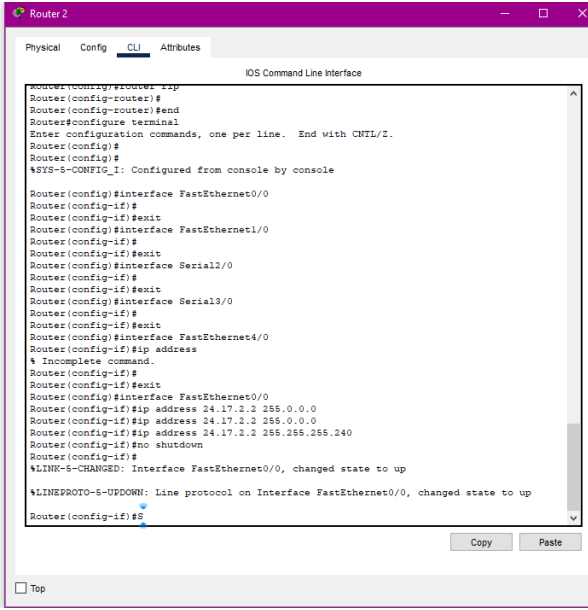 Router 2
Physical Config CLI Attributes
IOS Command Line Interface
Router(config)#router rip
Router(config-router)#
Router(config-router)#end
Router#configure terminal
Enter configuration commands, one per line. End with CNTL/Z.
Router(config)#
Router(config)#
%SYS-5-CONFIG_I: Configured from console by console
Router(config)#interface FastEthernet0/0
Router(config-if)#
Router(config-if)#exit
Router(config)#interface FastEthernet1/0
Router(config-if)#
Router(config-if)#exit
Router(config)#interface Serial2/0
Router(config-if)#
Router(config-if)#exit
Router(config)#interface Serial3/0
Router(config-if)#
Router(config-if)#exit
Router(config)#interface FastEthernet4/0
Router(config-if)#ip address
% Incomplete command.
Router(config-if)#
Router(config-if)#exit
Router(config)#interface FastEthernet0/0
Router(config-if)#ip address 24.17.2.2 255.0.0.0
Router(config-if)#ip address 24.17.2.2 255.0.0.0
Router(config-if)#ip address 24.17.2.2 255.255.255.240
Router(config-if)#no shutdown
Router(config-if)#
%LINK-5-CHANGED: Interface FastEthernet0/0, changed state to up
%LINEPROTO-5-UPDOWN: Line protocol on Interface FastEthernet0/0, changed state to up
Router(config-if)#S
Copy Paste
Top